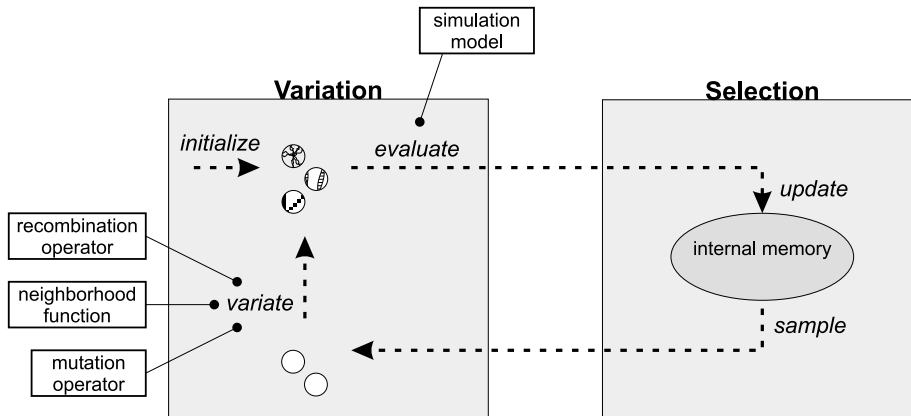 simulation
model
Variation
Selection
initialize
evaluate
update
recombination
operator
internal memory
neighborhood
function
variate
sample
mutation
operator